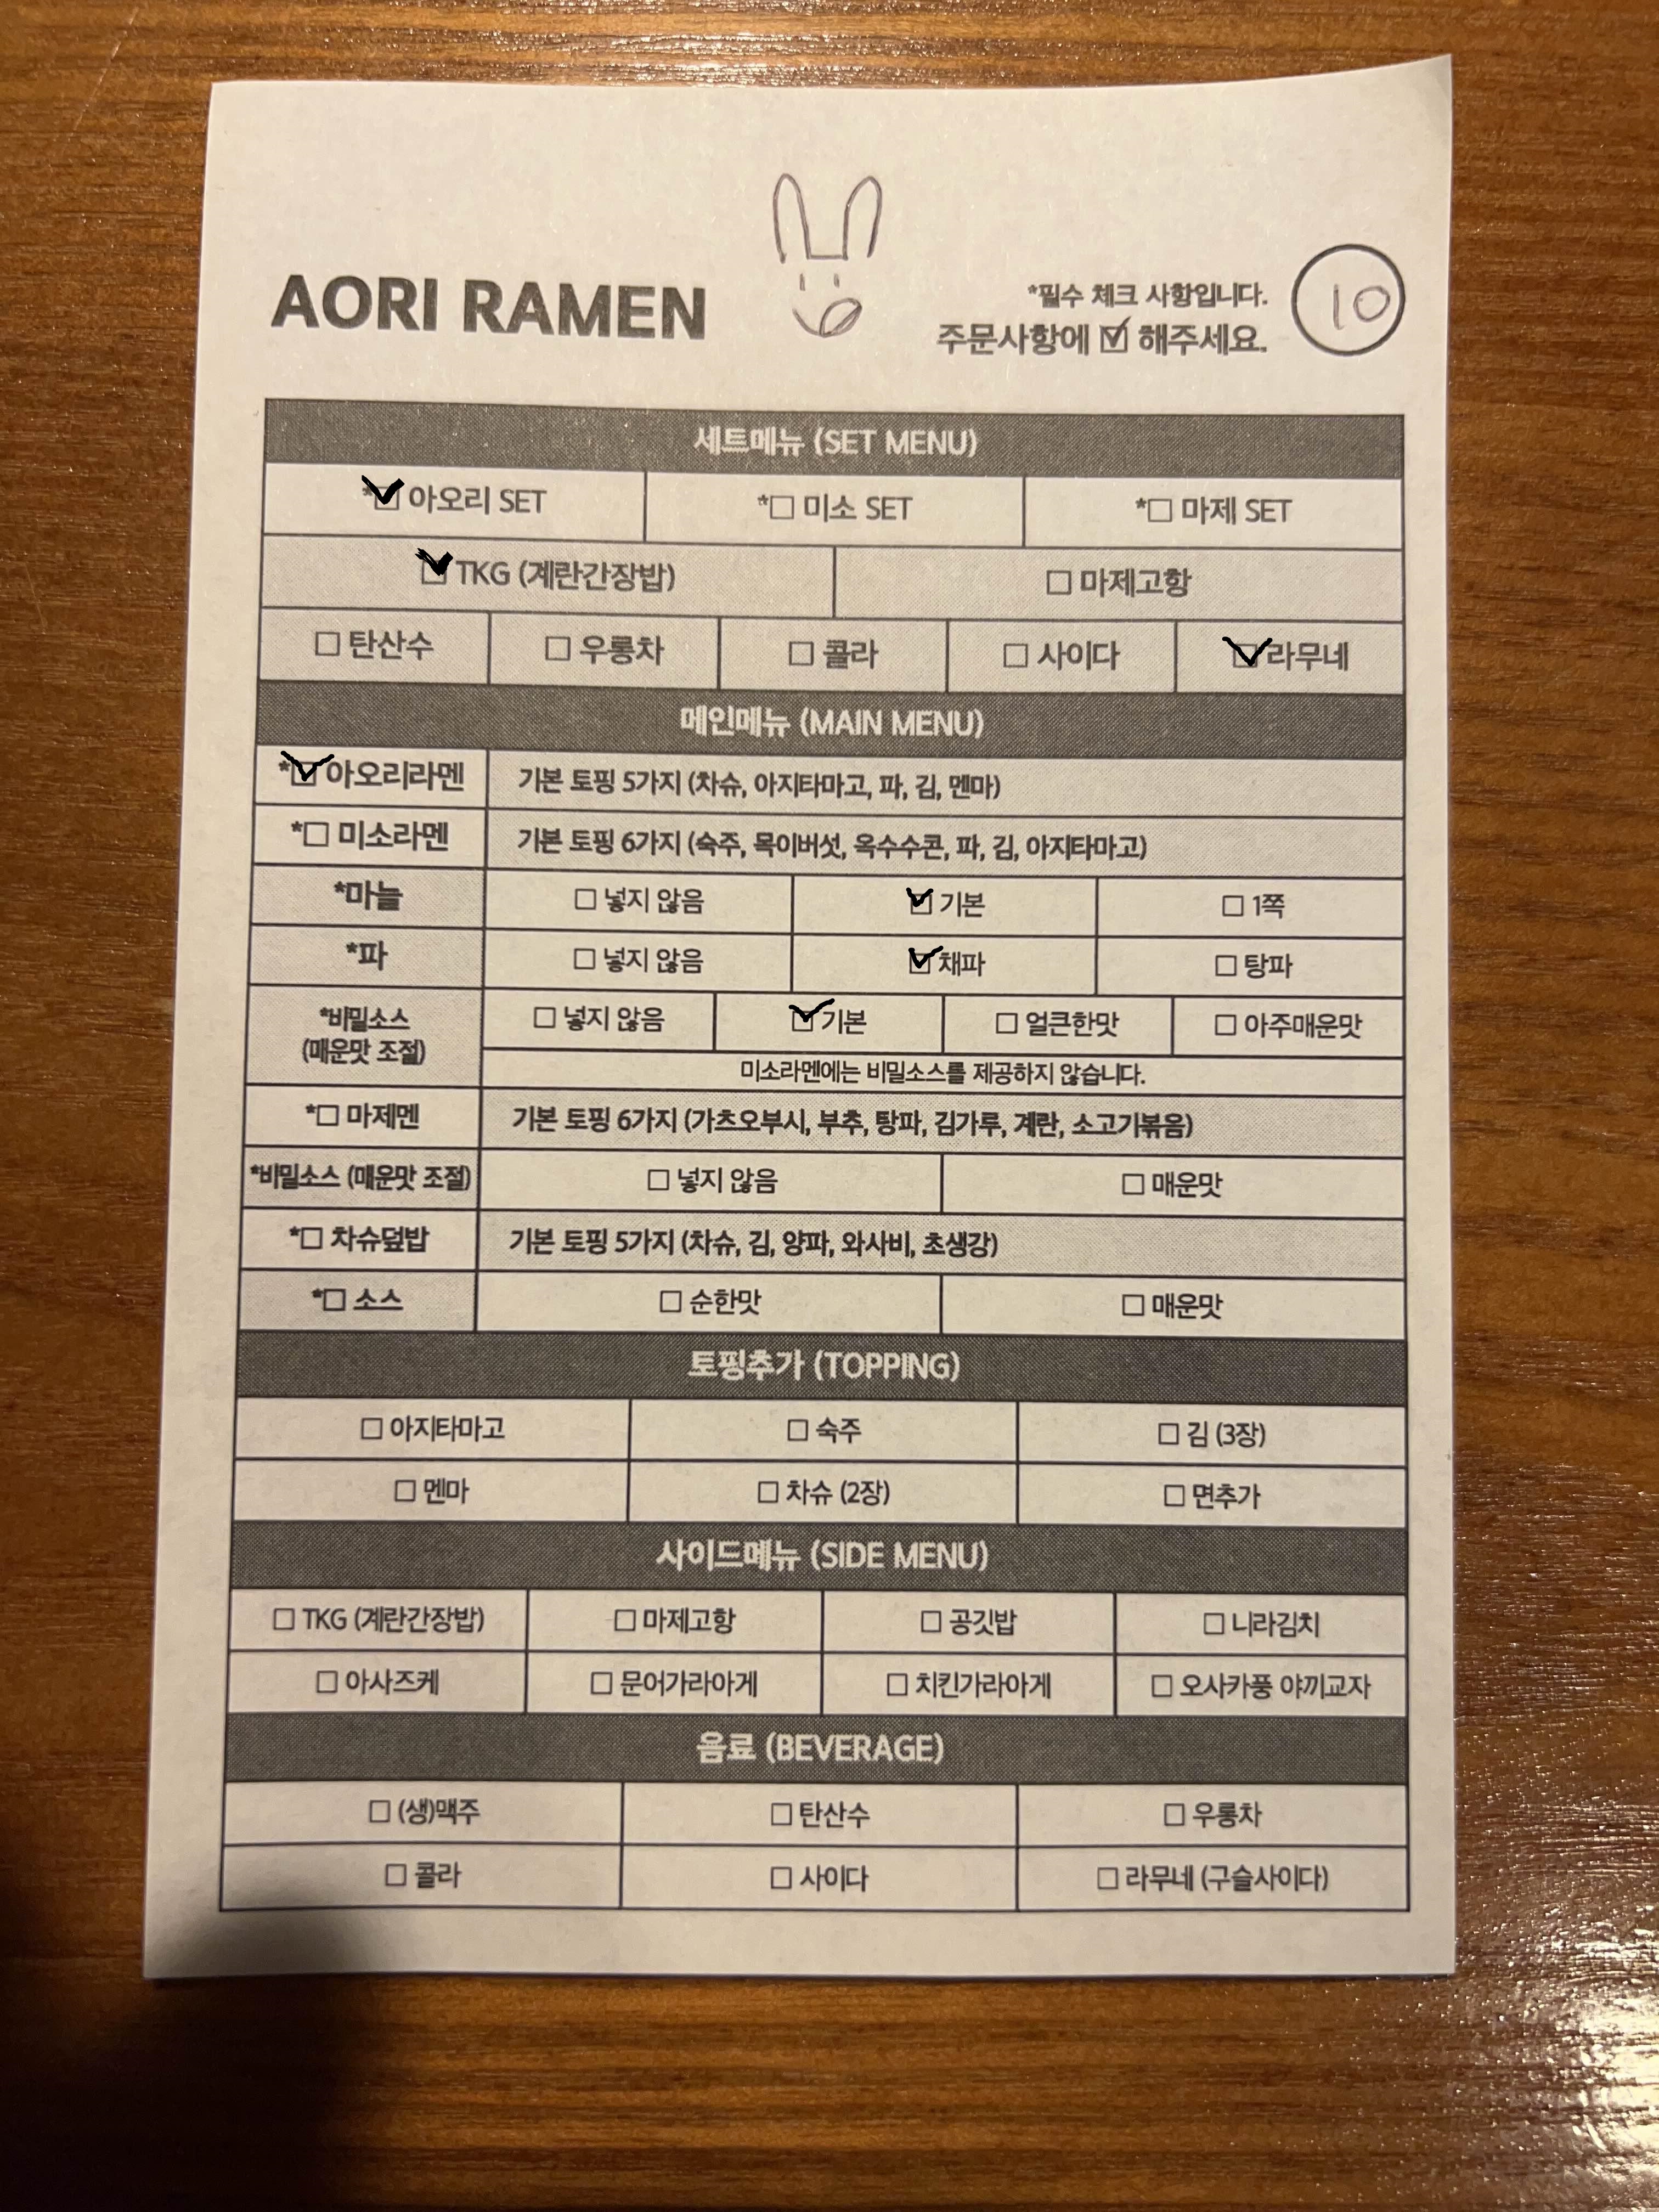 AORI RAMEN
*필수 체크 사항입니다.
주문사항에 ☑ 해주세요.
10
세트메뉴 (SET MENU)
*☑ 아오리 SET *☐ 미소 SET *☐ 마제 SET
☑ TKG (계란간장밥) ☐ 마제고항
☐ 탄산수 ☐ 우롱차 ☐ 콜라 ☐ 사이다 ☑ 라무네
메인메뉴 (MAIN MENU)
*☑ 아오리라멘 기본 토핑 5가지 (차슈, 아지타마고, 파, 김, 멘마)
*☐ 미소라멘 기본 토핑 6가지 (숙주, 목이버섯, 옥수수콘, 파, 김, 아지타마고)
*마늘 ☐ 넣지 않음 ☑ 기본 ☐ 1쪽
*파 ☐ 넣지 않음 ☑ 채파 ☐ 탕파
*비밀소스
(매운맛 조절)
☐ 넣지 않음 ☑ 기본 ☐ 얼큰한맛 ☐ 아주매운맛
미소라멘에는 비밀소스를 제공하지 않습니다.
*☐ 마제멘 기본 토핑 6가지 (가츠오부시, 부추, 탕파, 김가루, 계란, 소고기볶음)
*비밀소스 (매운맛 조절) ☐ 넣지 않음 ☐ 매운맛
*☐ 차슈덮밥 기본 토핑 5가지 (차슈, 김, 양파, 와사비, 초생강)
*☐ 소스 ☐ 순한맛 ☐ 매운맛
토핑추가 (TOPPING)
☐ 아지타마고 ☐ 숙주 ☐ 김 (3장)
☐ 멘마 ☐ 차슈 (2장) ☐ 면추가
사이드메뉴 (SIDE MENU)
☐ TKG (계란간장밥) ☐ 마제고항 ☐ 공깃밥 ☐ 니라김치
☐ 아사즈케 ☐ 문어가라아게 ☐ 치킨가라아게 ☐ 오사카풍 야끼교자
음료 (BEVERAGE)
☐ (생)맥주 ☐ 탄산수 ☐ 우롱차
☐ 콜라 ☐ 사이다 ☐ 라무네 (구슬사이다)